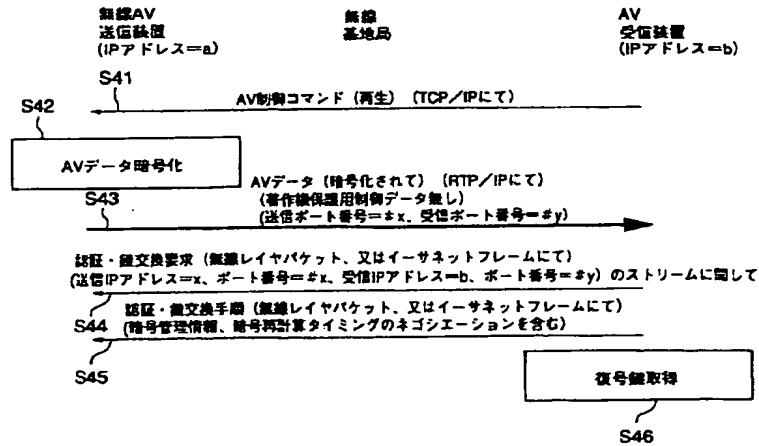 無線AV
送信装置
(IPアドレス=a)
無線
基地局
AV
受信装置
(IPアドレス=b)
S41
AV制御コマンド (再生) (TCP/IPにて)
S42
AVデータ暗号化
S43
AVデータ (暗号化されて) (RTP/IPにて)
(著作権保護用制御データ無し)
(送信ポート番号=#x、受信ポート番号=#y)
認証・鍵交換要求 (無線レイヤパケット、又はイーサネットフレームにて)
(送信IPアドレス=x、ポート番号=#x、受信IPアドレス=b、ポート番号=#y) のストリームに関して
S44
認証・鍵交換手順 (無線レイヤパケット、又はイーサネットフレームにて)
(暗号管理情報、暗号再計算タイミングのネゴシエーションを含む)
S45
復号鍵取得
S46